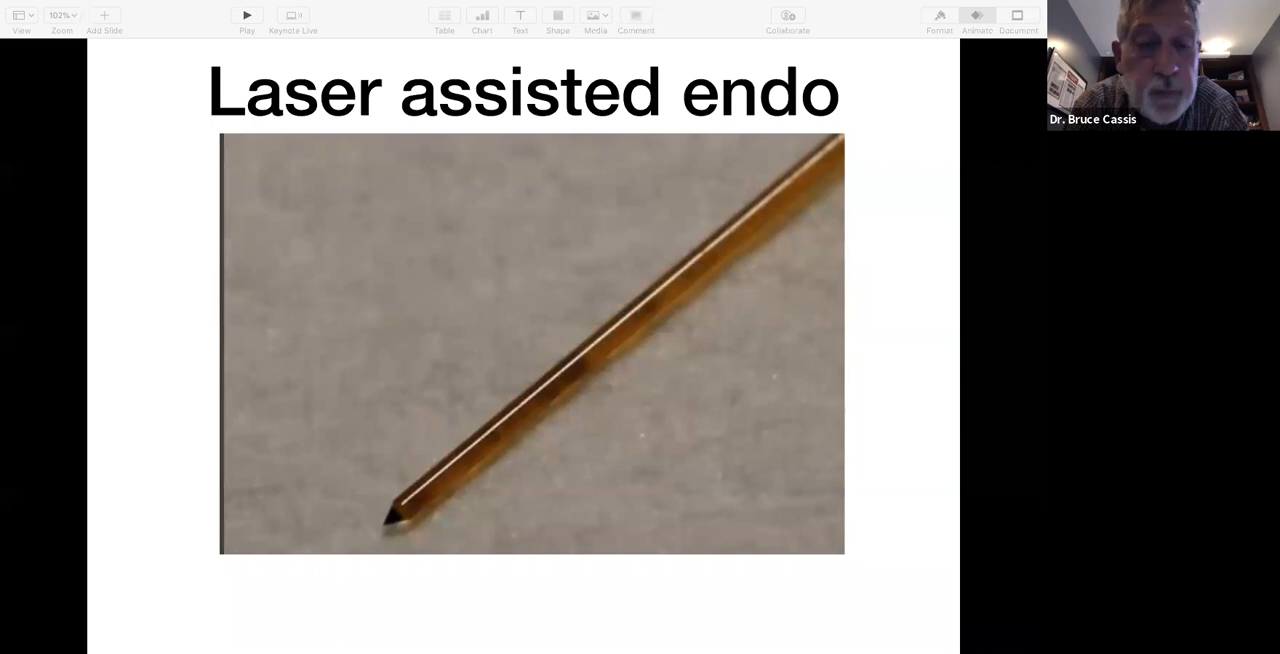 View
102%
Zoom
Add Slide
Play
Keynote Live
Table
Chart
Text
Shape
Media
Comment
Collaborate
Format
Animate
Document
Laser assisted endo
Dr. Bruce Cassis